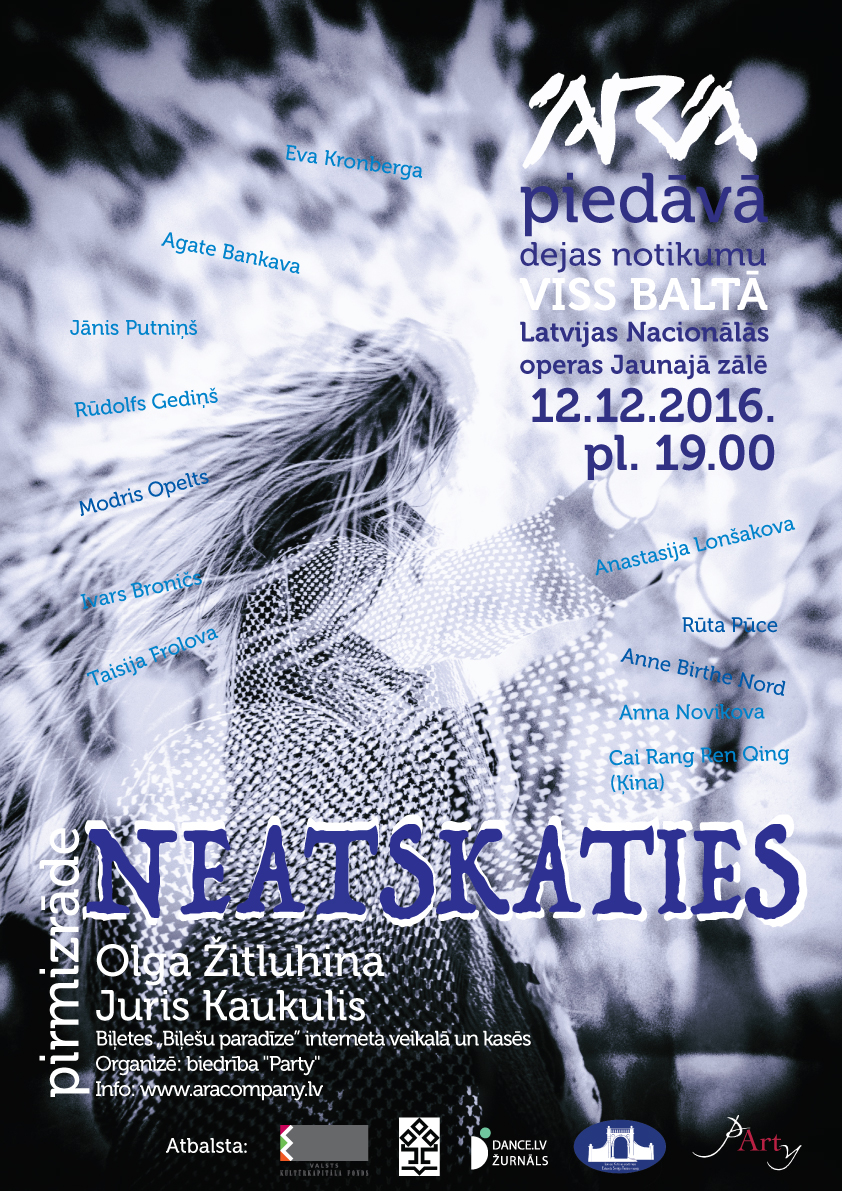 'ARA
piedāvā
dejas notikumu
VISS BALTĀ
Latvijas Nacionālās
operas Jaunajā zālē
12.12.2016.
pl. 19.00
Eva Kronberga
Agate Bankava
Jānis Putniņš
Rūdolfs Gediņš
Modris Opelts
Ivars Broničs
Taisija Frolova
Anastasija Lonšakova
Rūta Pūce
Anne Birthe Nord
Anna Novikova
Cai Rang Ren Qing
(Ķina)
pirmizrāde
NEATSKATIES
Olga Žitluhina
Juris Kaukulis
Biļetes „Biļešu paradīze” interneta veikalā un kasēs
Organizē: biedrība "Party"
Info: www.aracompany.lv
Atbalsta:
VALSTS
KULTŪRKAPITĀLA FONDS
DANCE.LV
ŽURNĀLS
pArty